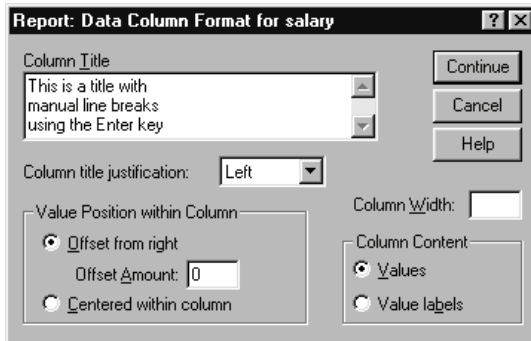 Report: Data Column Format for salary
Column Title
This is a title with
manual line breaks
using the Enter key
Continue
Cancel
Help
Column title justification: Left
Column Width:
Value Position within Column
Offset from right
Offset Amount: 0
Centered within column
Column Content
Values
Value labels